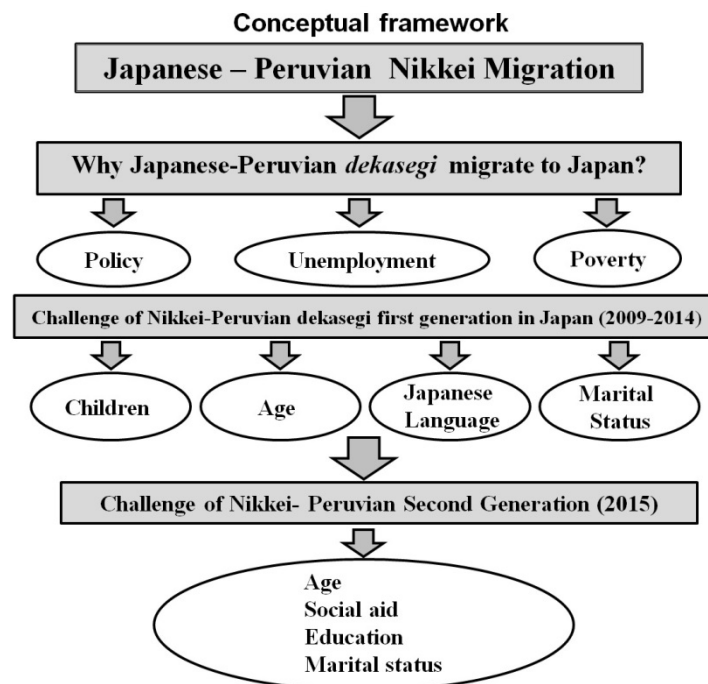 Conceptual framework
Japanese – Peruvian Nikkei Migration
Why Japanese-Peruvian dekasegi migrate to Japan?
Policy
Unemployment
Poverty
Challenge of Nikkei-Peruvian dekasegi first generation in Japan (2009-2014)
Children
Age
Japanese
Language
Marital
Status
Challenge of Nikkei- Peruvian Second Generation (2015)
Age
Social aid
Education
Marital status